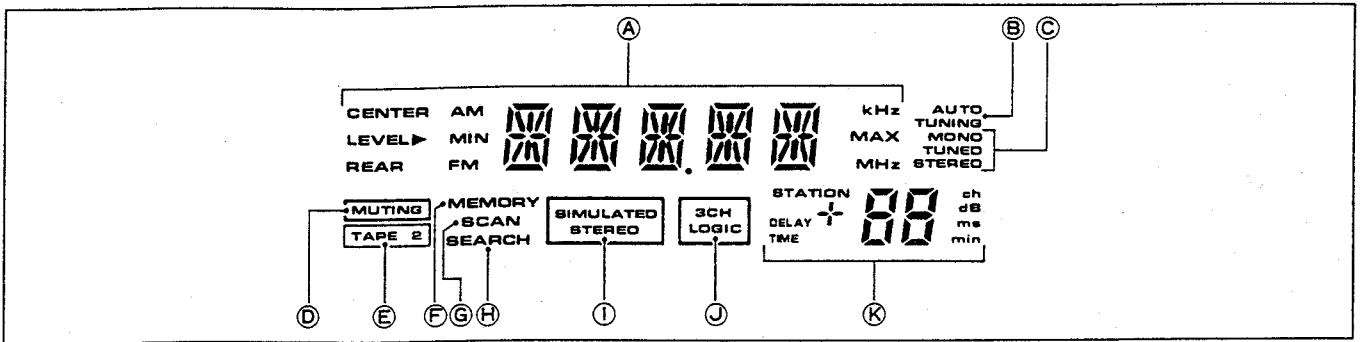 A B C
CENTER AM kHz AUTO
TUNING
LEVEL▶ MIN MAX MONO
TUNED
REAR FM MHz STEREO
MUTING MEMORY SIMULATED STEREO 3CH LOGIC STATION 88 ch
dB
TAPE 2 SCAN DELAY + ms
SEARCH TIME min
D E F G H I J K